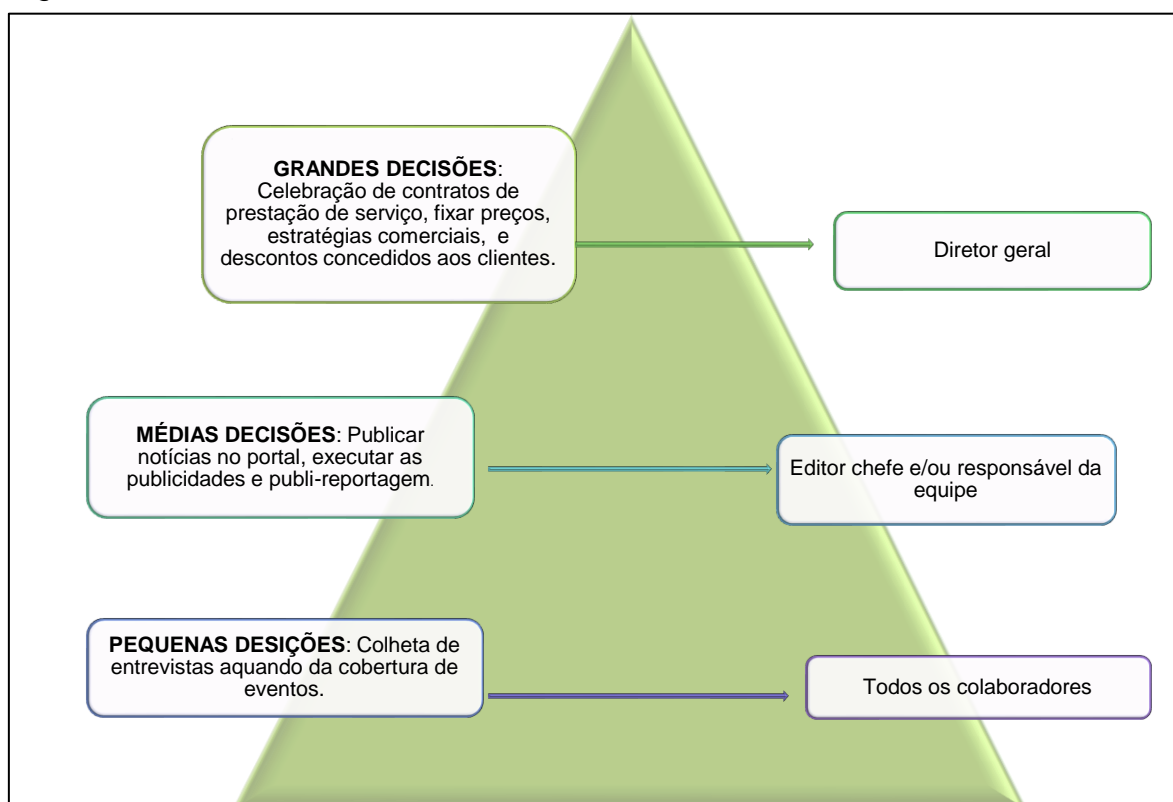 GRANDES DECISÕES:
Celebração de contratos de
prestação de serviço, fixar preços,
estratégias comerciais, e
descontos concedidos aos clientes.
Diretor geral
MÉDIAS DECISÕES: Publicar
notícias no portal, executar as
publicidades e publi-reportagem.
Editor chefe e/ou responsável da
equipe
PEQUENAS DESIÇÕES: Colheta de
entrevistas aquando da cobertura de
eventos.
Todos os colaboradores